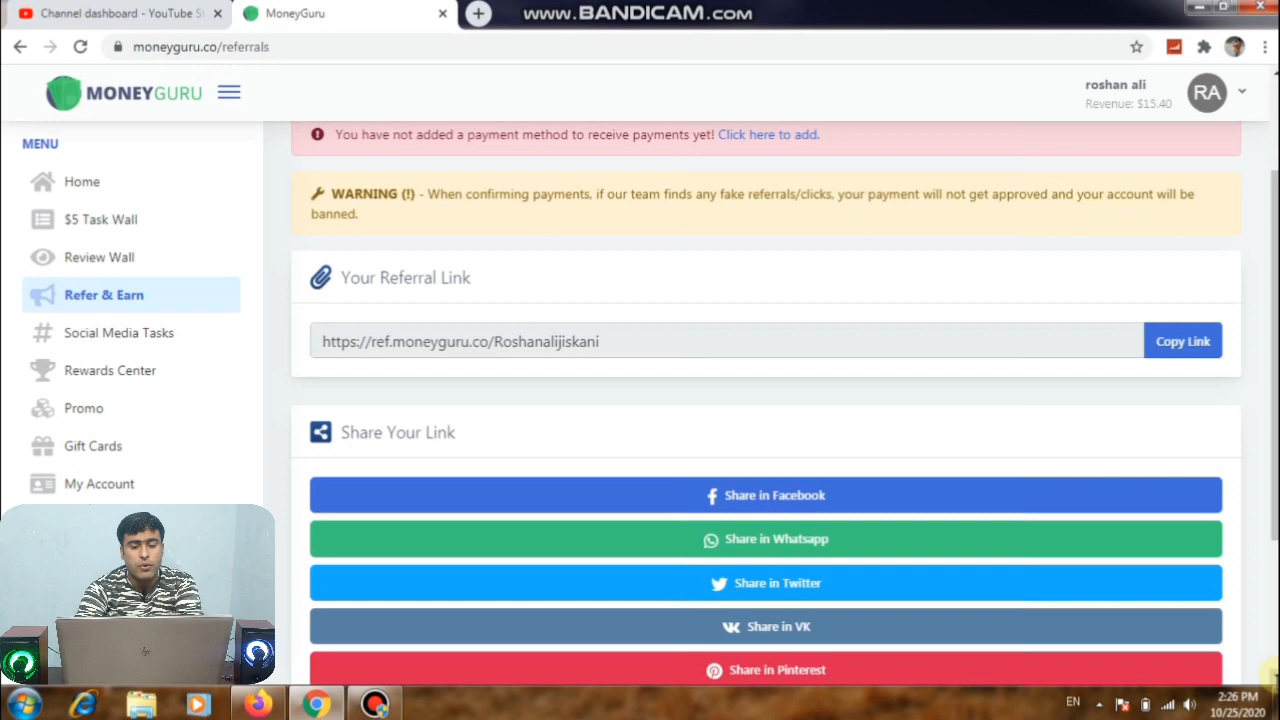 www.BANDICAM.com
Channel dashboard - YouTube St
MoneyGuru
moneyguru.co/referrals
MONEYGURU
roshan ali
Revenue: $15.40
RA
MENU
Home
$5 Task Wall
Review Wall
Refer & Earn
Social Media Tasks
Rewards Center
Promo
Gift Cards
My Account
You have not added a payment method to receive payments yet! Click here to add.
WARNING (!) - When confirming payments, if our team finds any fake referrals/clicks, your payment will not get approved and your account will be
banned.
Your Referral Link
https://ref.moneyguru.co/Roshanalijiskani
Copy Link
Share Your Link
Share in Facebook
Share in Whatsapp
Share in Twitter
Share in VK
Share in Pinterest
hp
EN
2:26 PM
10/25/2020